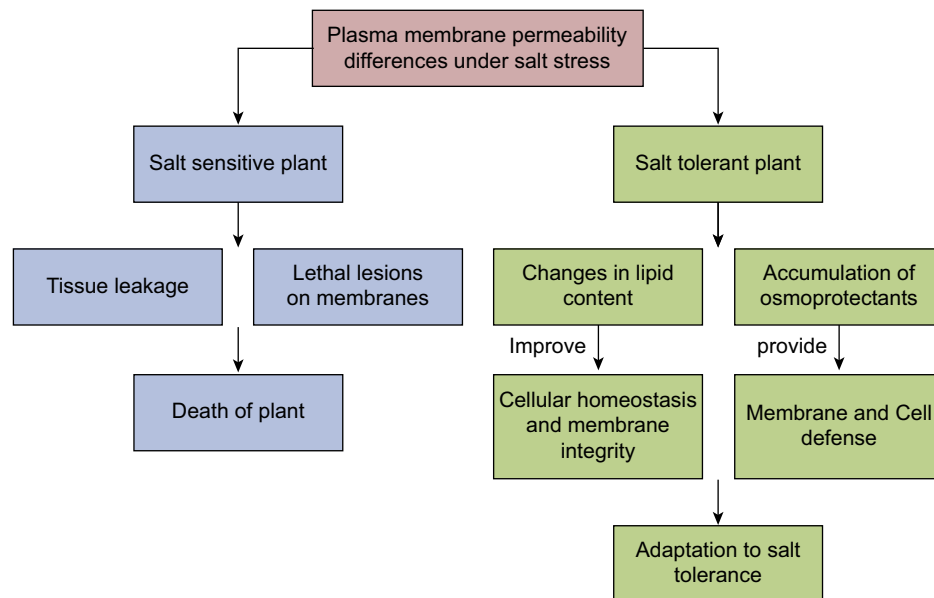 Plasma membrane permeability
differences under salt stress
Salt sensitive plant
Salt tolerant plant
Tissue leakage
Lethal lesions
on membranes
Changes in lipid
content
Accumulation of
osmoprotectants
Improve
provide
Death of plant
Cellular homeostasis
and membrane
integrity
Membrane and Cell
defense
Adaptation to salt
tolerance